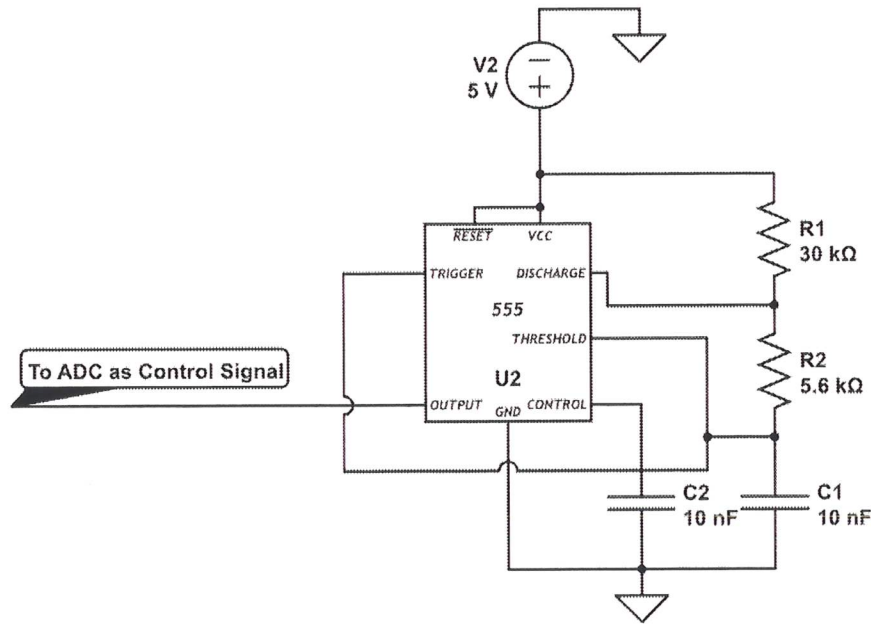 V2
5 V
RESET
VCC
R1
30 kΩ
TRIGGER
DISCHARGE
555
THRESHOLD
To ADC as Control Signal
U2
R2
5.6 kΩ
OUTPUT
GND
CONTROL
C2
10 nF
C1
10 nF